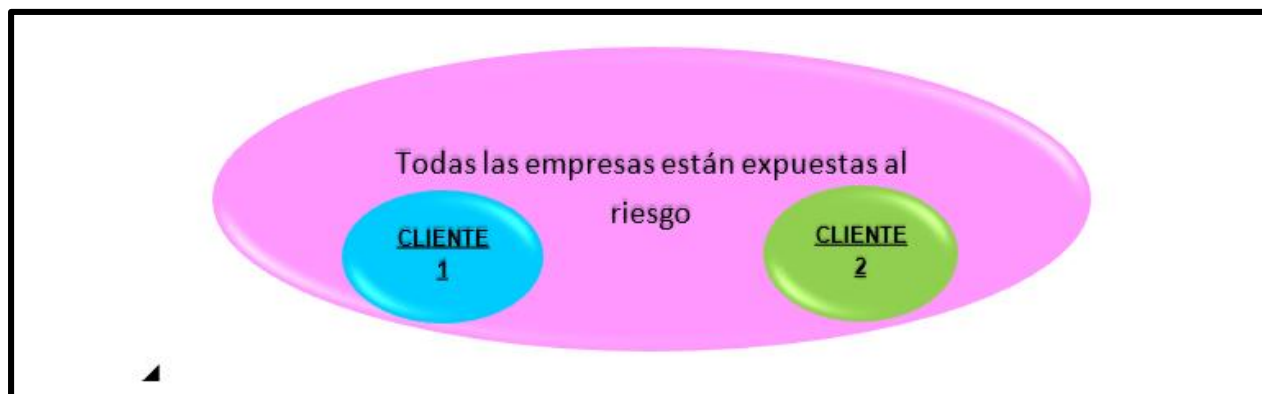 Todas las empresas están expuestas al
riesgo
CLIENTE
1
CLIENTE
2